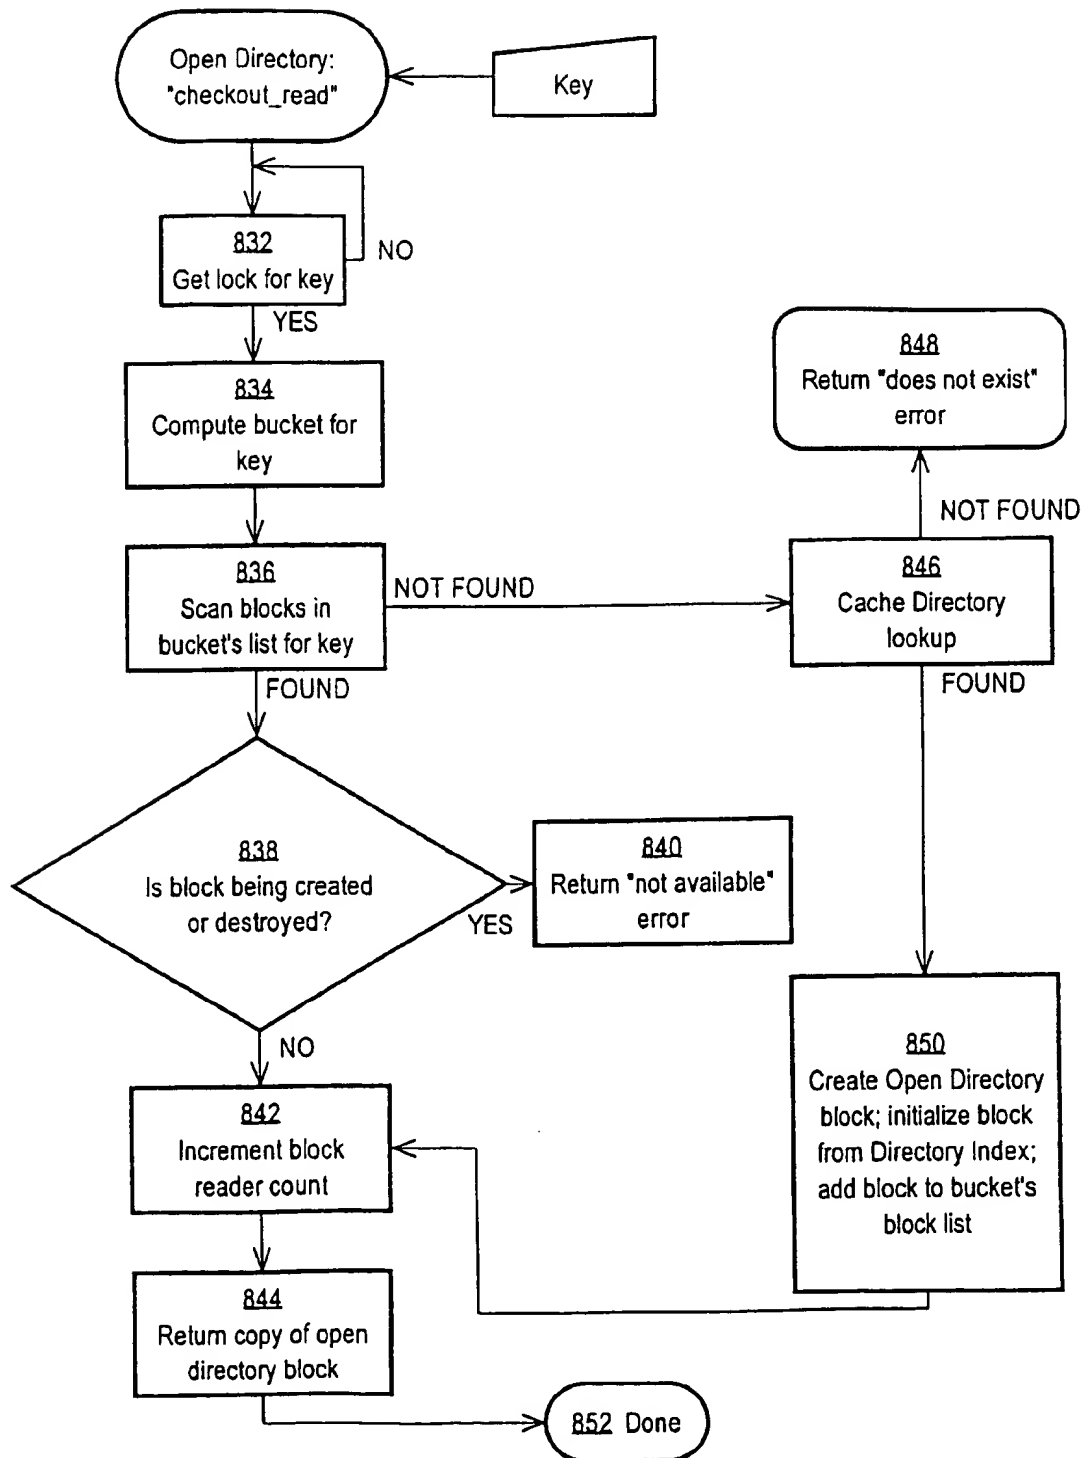 Open Directory:
"checkout_read"
Key
832
Get lock for key
NO
YES
834
Compute bucket for
key
836
Scan blocks in
bucket's list for key
NOT FOUND
FOUND
848
Return "does not exist"
error
NOT FOUND
846
Cache Directory
lookup
FOUND
838
Is block being created
or destroyed?
YES
840
Return "not available"
error
NO
842
Increment block
reader count
850
Create Open Directory
block; initialize block
from Directory Index;
add block to bucket's
block list
844
Return copy of open
directory block
852 Done